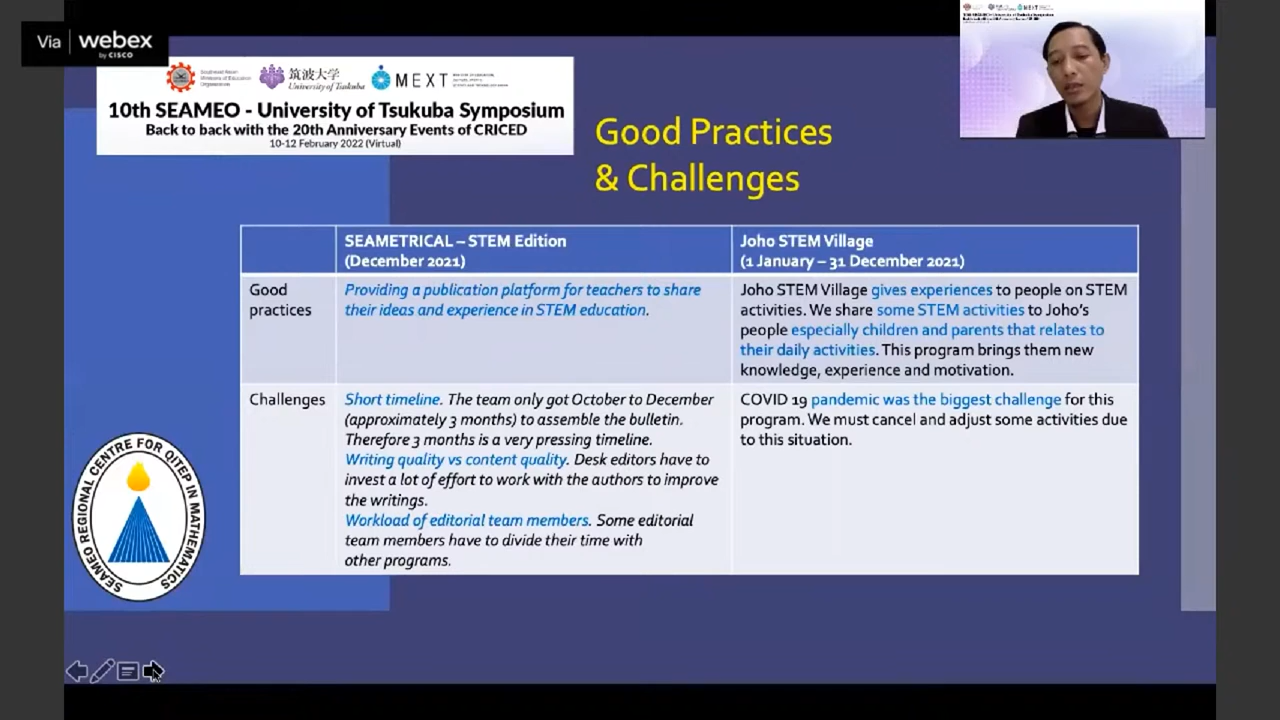 Via webex
by CISCO
Southeast Asian
Ministers of Education
Organization
筑波大学
University of Tsukuba
MEXT
10th SEAMEO - University of Tsukuba Symposium
Back to back with the 20th Anniversary Events of CRICED
10-12 February 2022 (Virtual)
Good Practices
& Challenges
SEAMETRICAL – STEM Edition
(December 2021)
Joho STEM Village
(1 January – 31 December 2021)
Good
practices
Providing a publication platform for teachers to share
their ideas and experience in STEM education.
Joho STEM Village gives experiences to people on STEM
activities. We share some STEM activities to Joho's
people especially children and parents that relates to
their daily activities. This program brings them new
knowledge, experience and motivation.
Challenges
Short timeline. The team only got October to December
(approximately 3 months) to assemble the bulletin.
Therefore 3 months is a very pressing timeline.
Writing quality vs content quality. Desk editors have to
invest a lot of effort to work with the authors to improve
the writings.
Workload of editorial team members. Some editorial
team members have to divide their time with
other programs.
COVID 19 pandemic was the biggest challenge for this
program. We must cancel and adjust some activities due
to this situation.
SEAMEO REGIONAL CENTRE FOR QITEP IN MATHEMATICS
MEXT